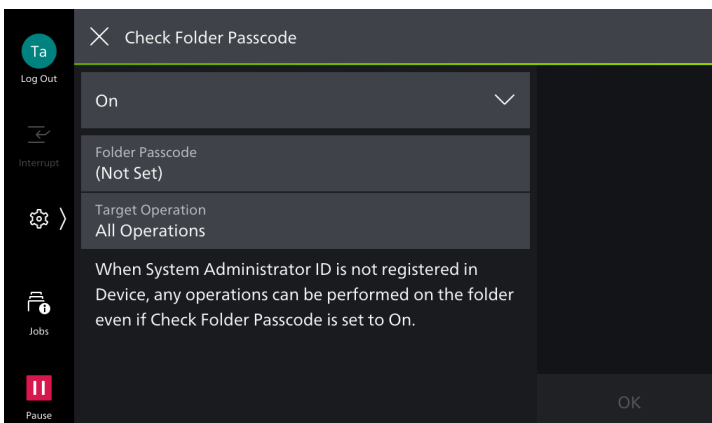 Ta
Log Out
Interrupt
Jobs
Pause
Check Folder Passcode
On
Folder Passcode
(Not Set)
Target Operation
All Operations
When System Administrator ID is not registered in
Device, any operations can be performed on the folder
even if Check Folder Passcode is set to On.
OK